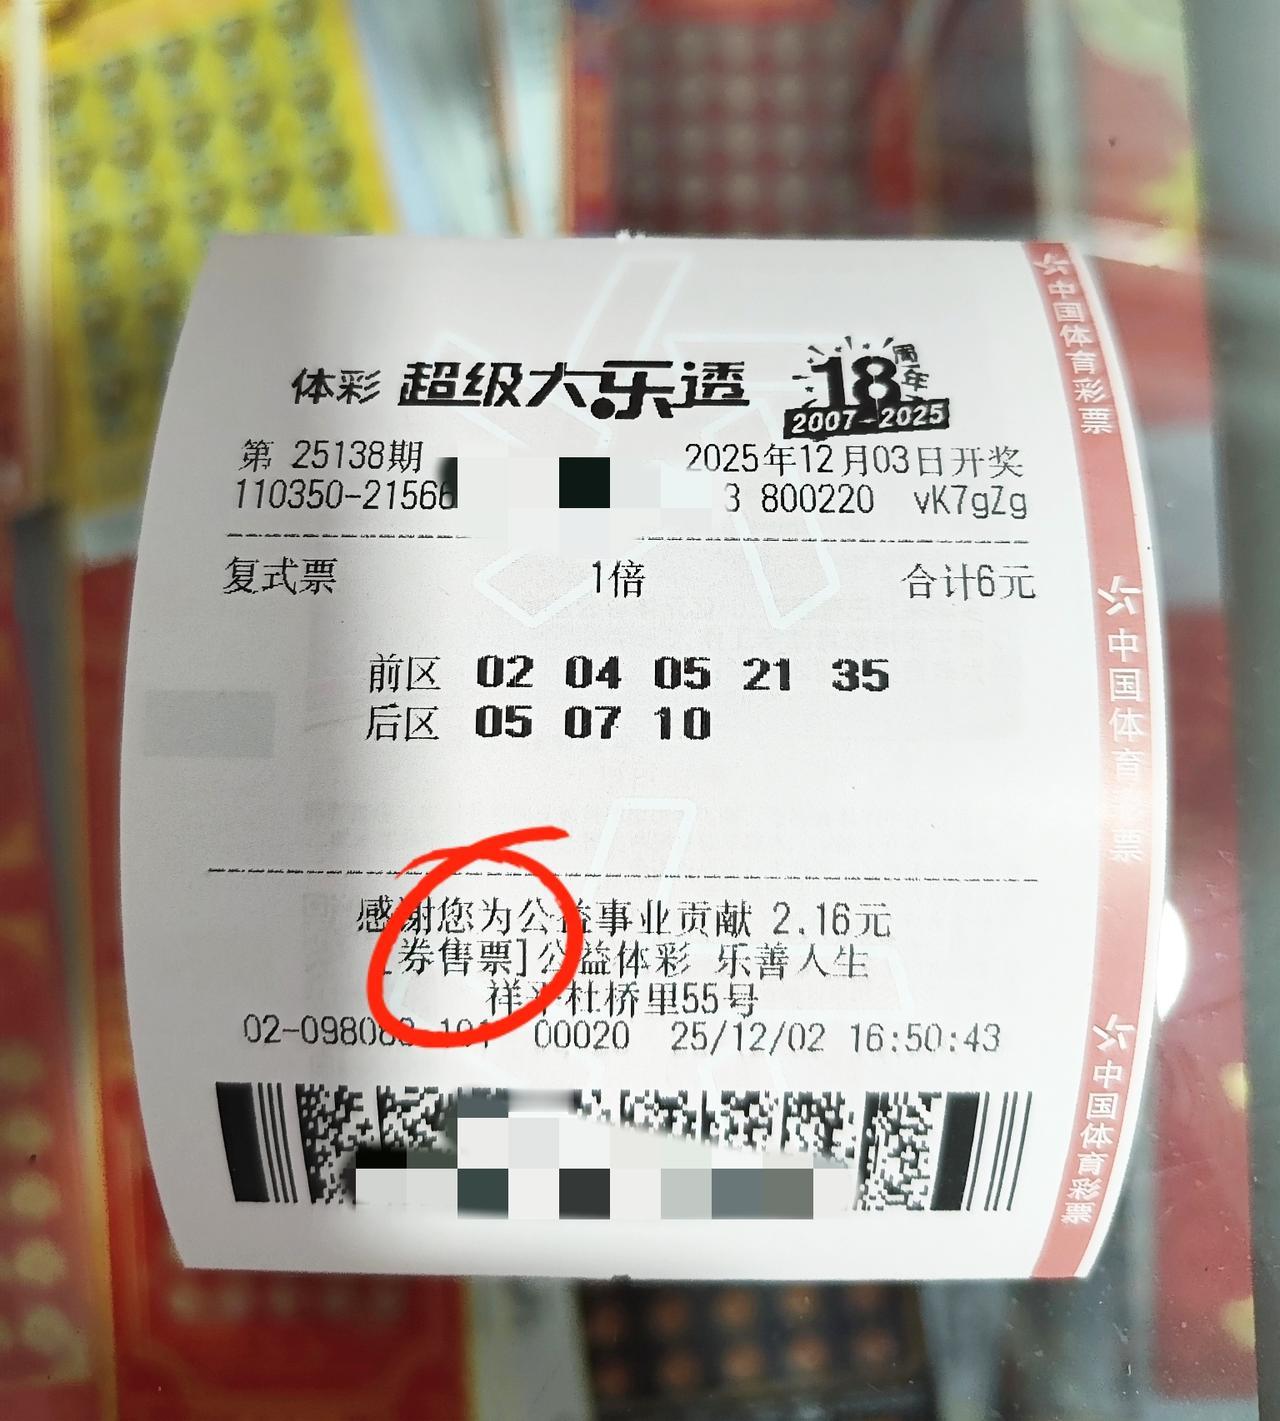 体彩 超级大乐透 18周年 2007-2025
第 25138期 2025年12月03日开奖
110350-21566 3 800220 vK7gZg
复式票 1倍 合计6元
前区 02 04 05 21 35
后区 05 07 10
感谢您为公益事业贡献 2.16元
[券售票]公益体彩 乐善人生
祥平杜桥里55号
02-098083 101 00020 25/12/02 16:50:43
中国体育彩票
中国体育彩票
中国体育彩票